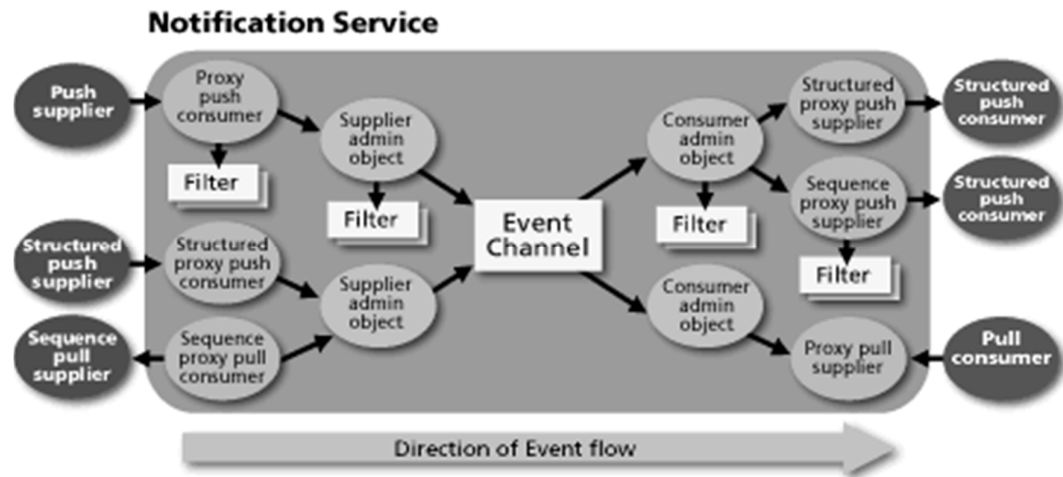 Notification Service
Push
supplier
Proxy
push
consumer
Filter
Supplier
admin
object
Filter
Structured
push
supplier
Structured
proxy push
consumer
Supplier
admin
object
Sequence
pull
supplier
Sequence
proxy pull
consumer
Event
Channel
Consumer
admin
object
Filter
Structured
proxy push
supplier
Structured
push
consumer
Sequence
proxy push
supplier
Filter
Structured
push
consumer
Consumer
admin
object
Proxy pull
supplier
Pull
consumer
Direction of Event flow